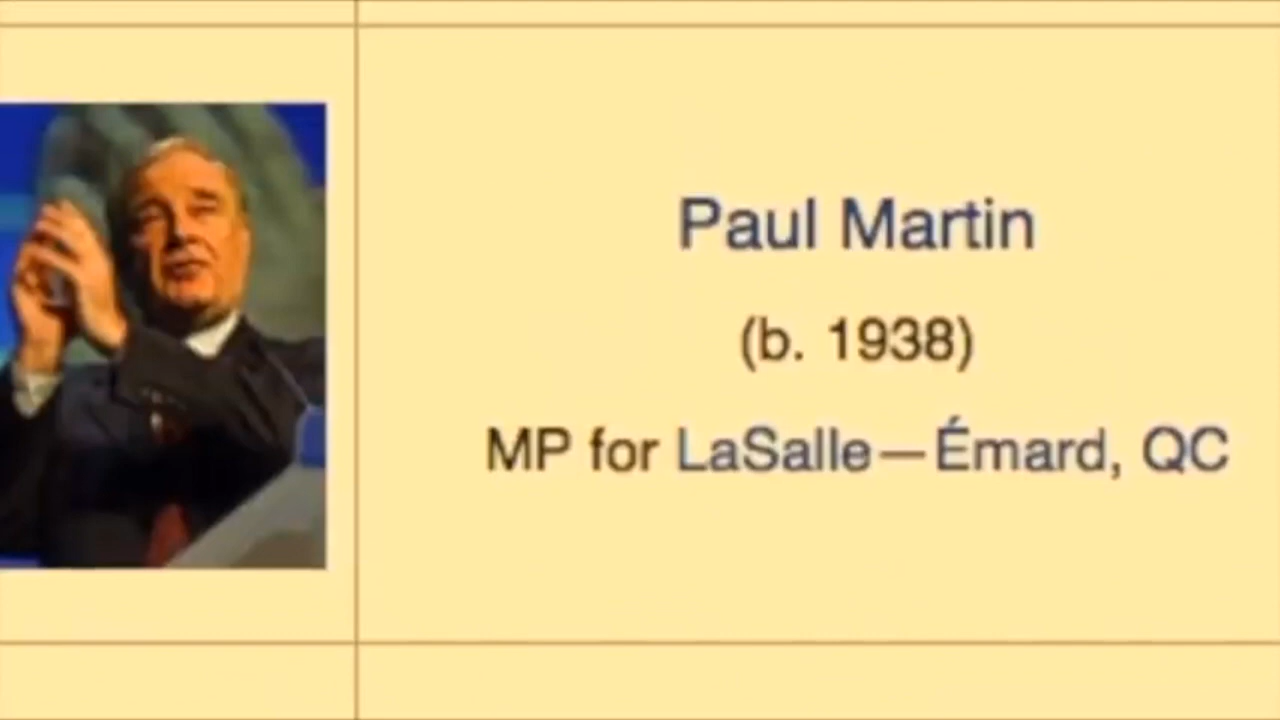 Paul Martin
(b. 1938)
MP for LaSalle—Émard, QC